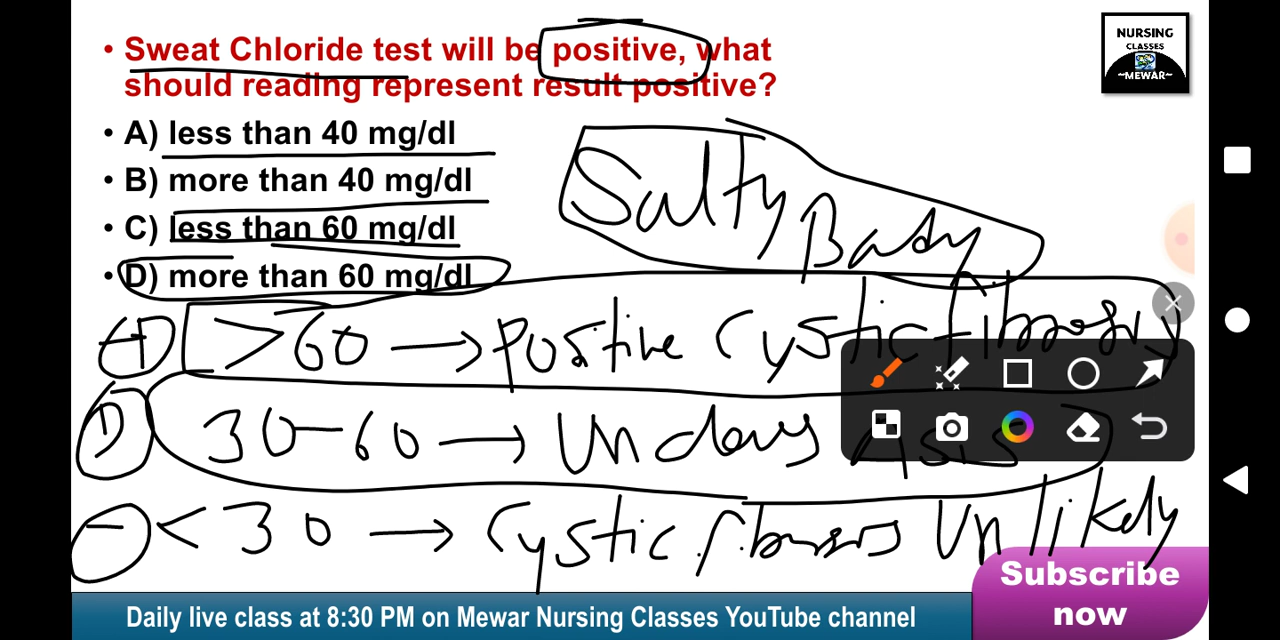 • Sweat Chloride test will be positive, what
should reading represent result positive?
• A) less than 40 mg/dl
• B) more than 40 mg/dl
• C) less than 60 mg/dl
• D) more than 60 mg/dl
NURSING
CLASSES
~MEWAR~
Salty Baby
+ >60 → Postive Cystic fibrosis
30-60 → Un
- < 30 → Cystic fibrosis Unlikely
Subscribe
now
Daily live class at 8:30 PM on Mewar Nursing Classes YouTube channel